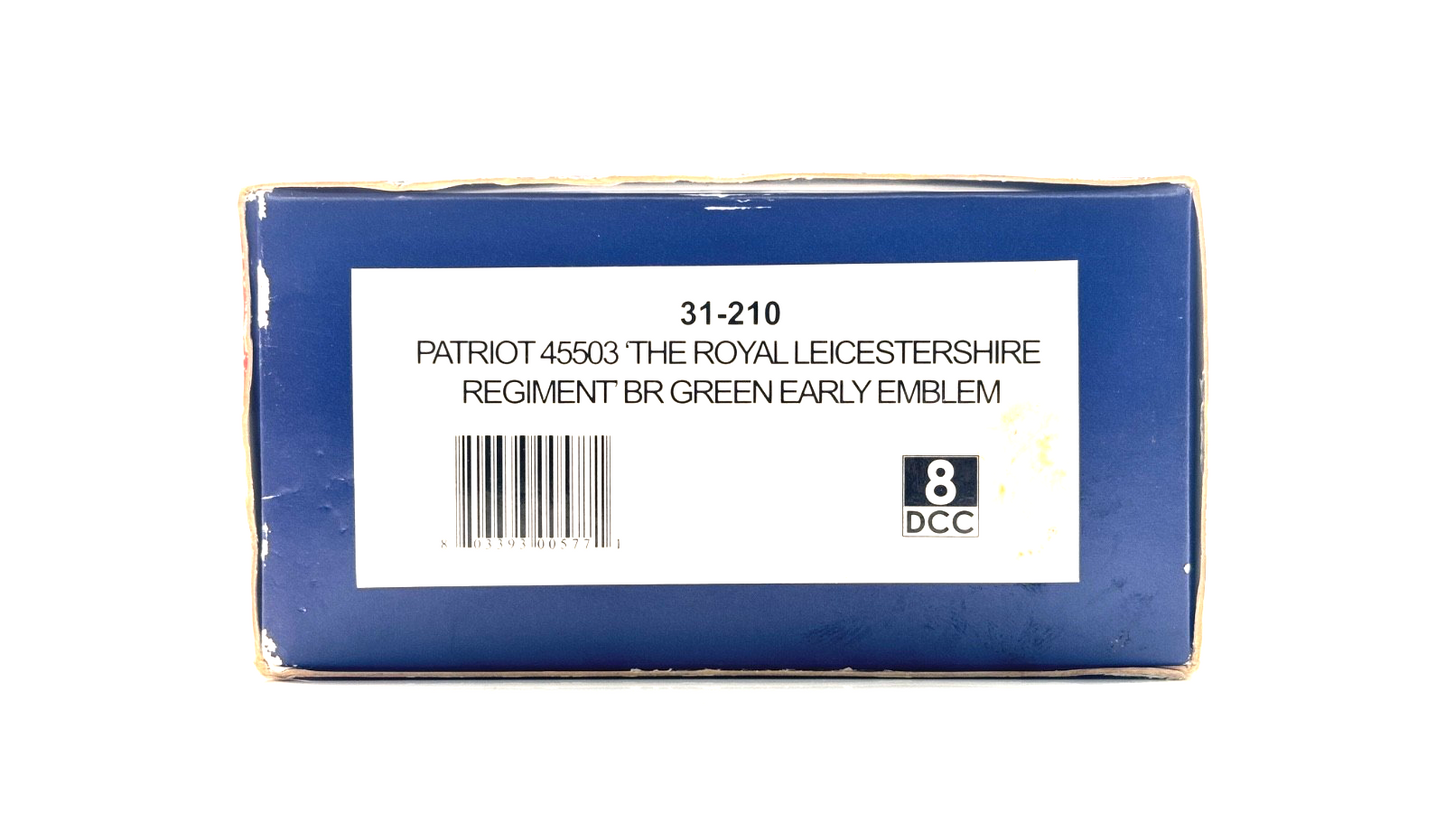 31-210
PATRIOT 45503 ‘THE ROYAL LEICESTERSHIRE
REGIMENT’ BR GREEN EARLY EMBLEM
8 03393 00577 1
8
DCC